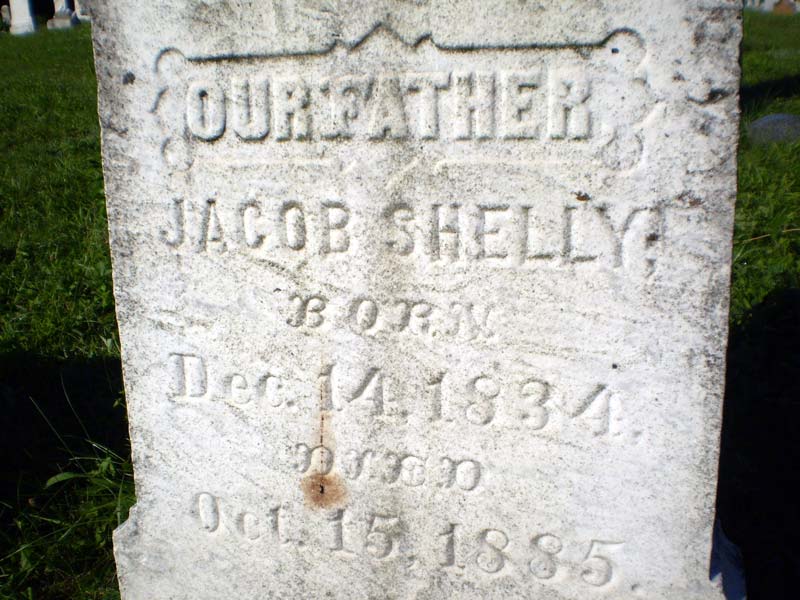 OUR FATHER
JACOB SHELLY,
BORN
Dec. 14, 1834.
DIED
Oct. 15, 1885.